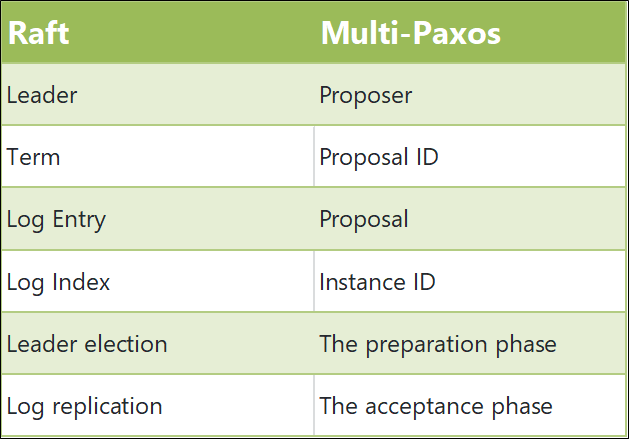 Raft Multi-Paxos
Leader Proposer
Term Proposal ID
Log Entry Proposal
Log Index Instance ID
Leader election The preparation phase
Log replication The acceptance phase